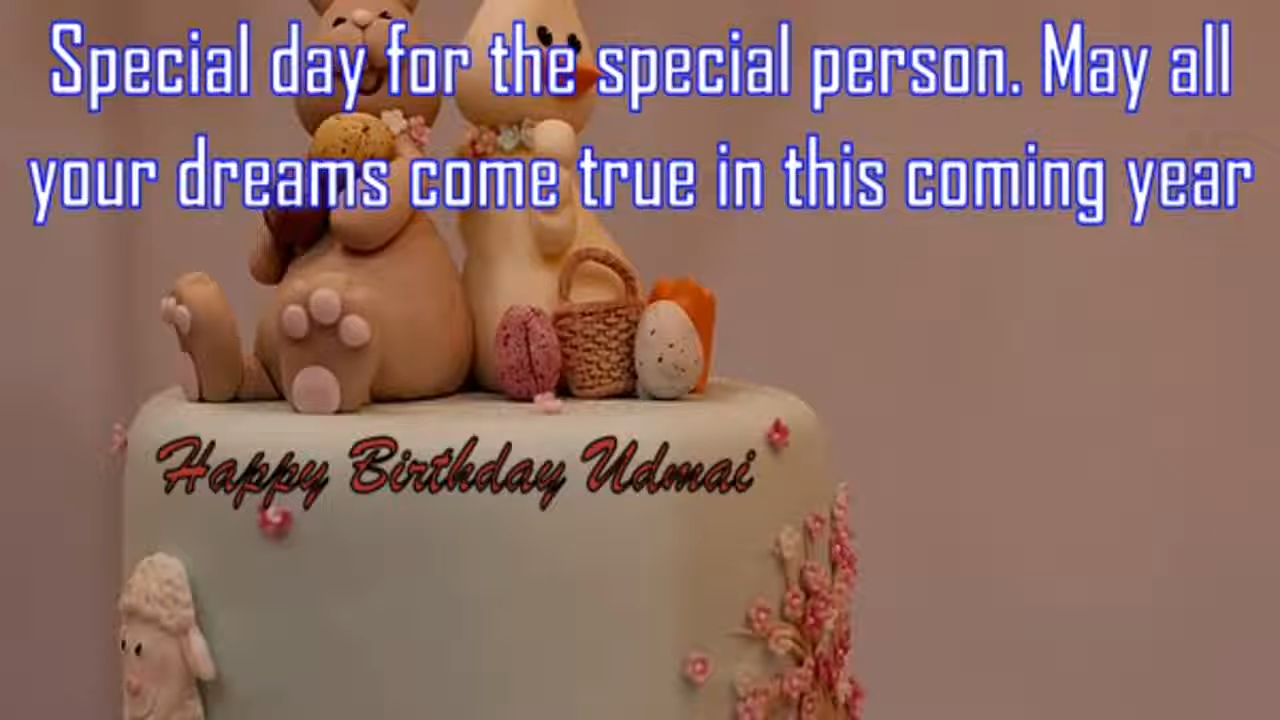 Special day for the special person. May all
your dreams come true in this coming year
Happy Birthday Udmai